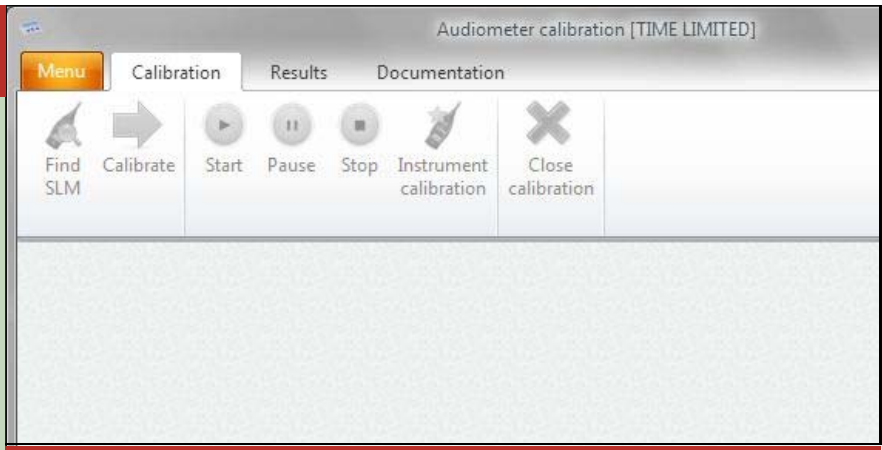 Audiometer calibration [TIME LIMITED]
Menu Calibration Results Documentation
Find SLM
Calibrate
Start
Pause
Stop
Instrument calibration
Close calibration